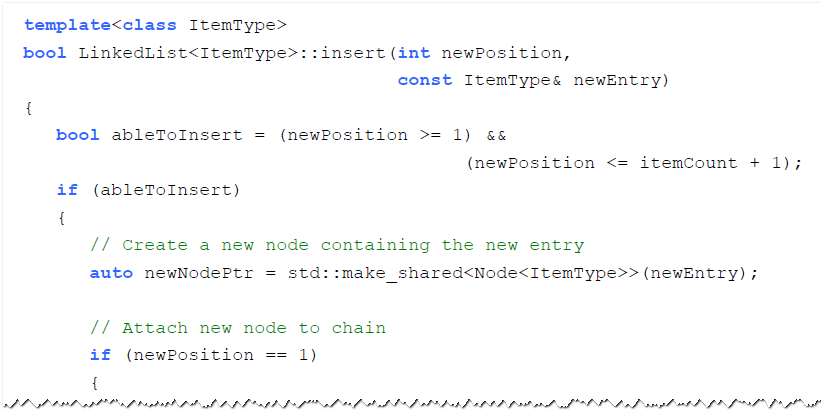 template<class ItemType>
bool LinkedList<ItemType>::insert(int newPosition,
                                  const ItemType& newEntry)
{
   bool ableToInsert = (newPosition >= 1) &&
                                        (newPosition <= itemCount + 1);
   if (ableToInsert)
   {
      // Create a new node containing the new entry
      auto newNodePtr = std::make_shared<Node<ItemType>>(newEntry);

      // Attach new node to chain
      if (newPosition == 1)
      {